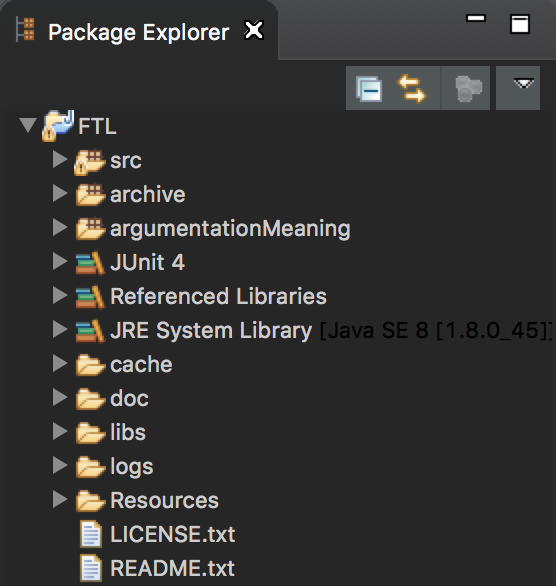 Package Explorer
FTL
src
archive
argumentationMeaning
JUnit 4
Referenced Libraries
JRE System Library [Java SE 8 [1.8.0_45]]
cache
doc
libs
logs
Resources
LICENSE.txt
README.txt